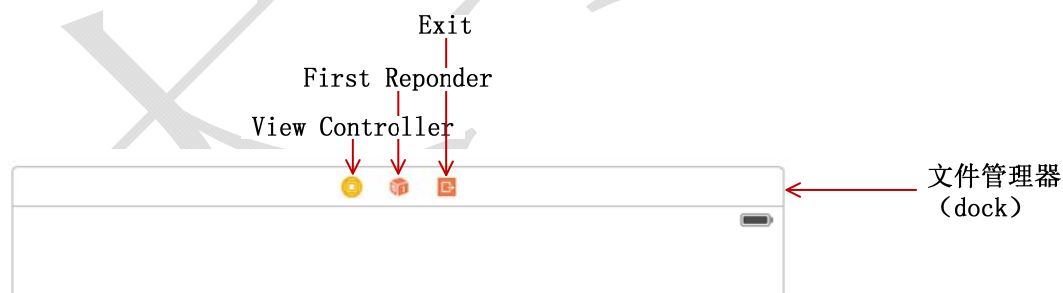 Exit
First Reponder
View Controller
文件管理器
（dock）